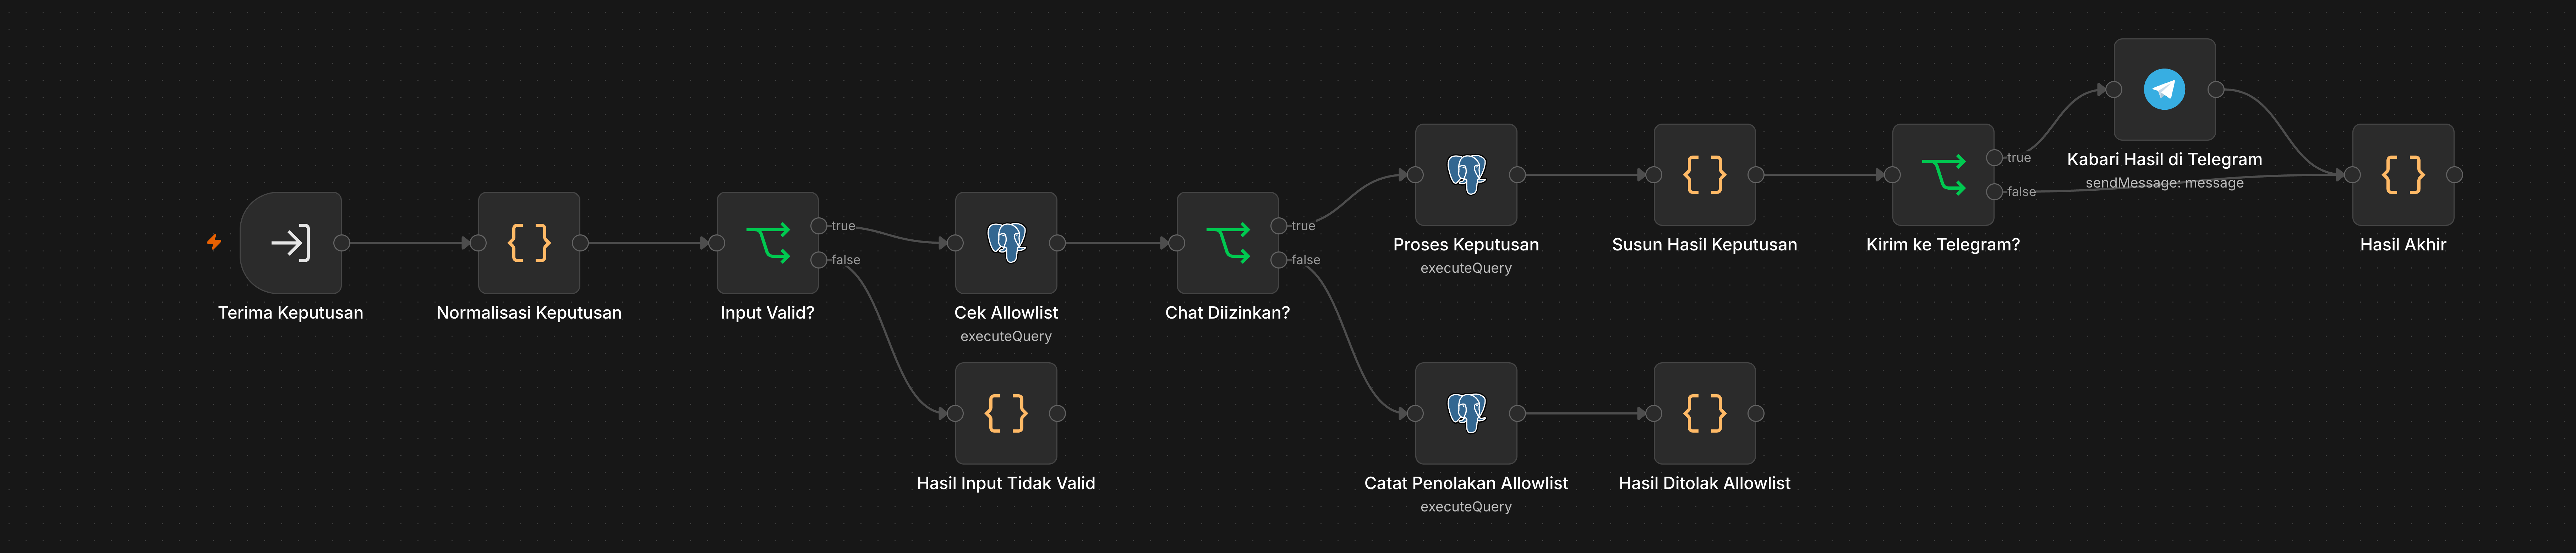 Terima Keputusan
Normalisasi Keputusan
Input Valid?
true
false
Cek Allowlist
executeQuery
Hasil Input Tidak Valid
Chat Diizinkan?
true
false
Proses Keputusan
executeQuery
Susun Hasil Keputusan
Kirim ke Telegram?
true
false
Kabari Hasil di Telegram
sendMessage: message
Hasil Akhir
Catat Penolakan Allowlist
executeQuery
Hasil Ditolak Allowlist